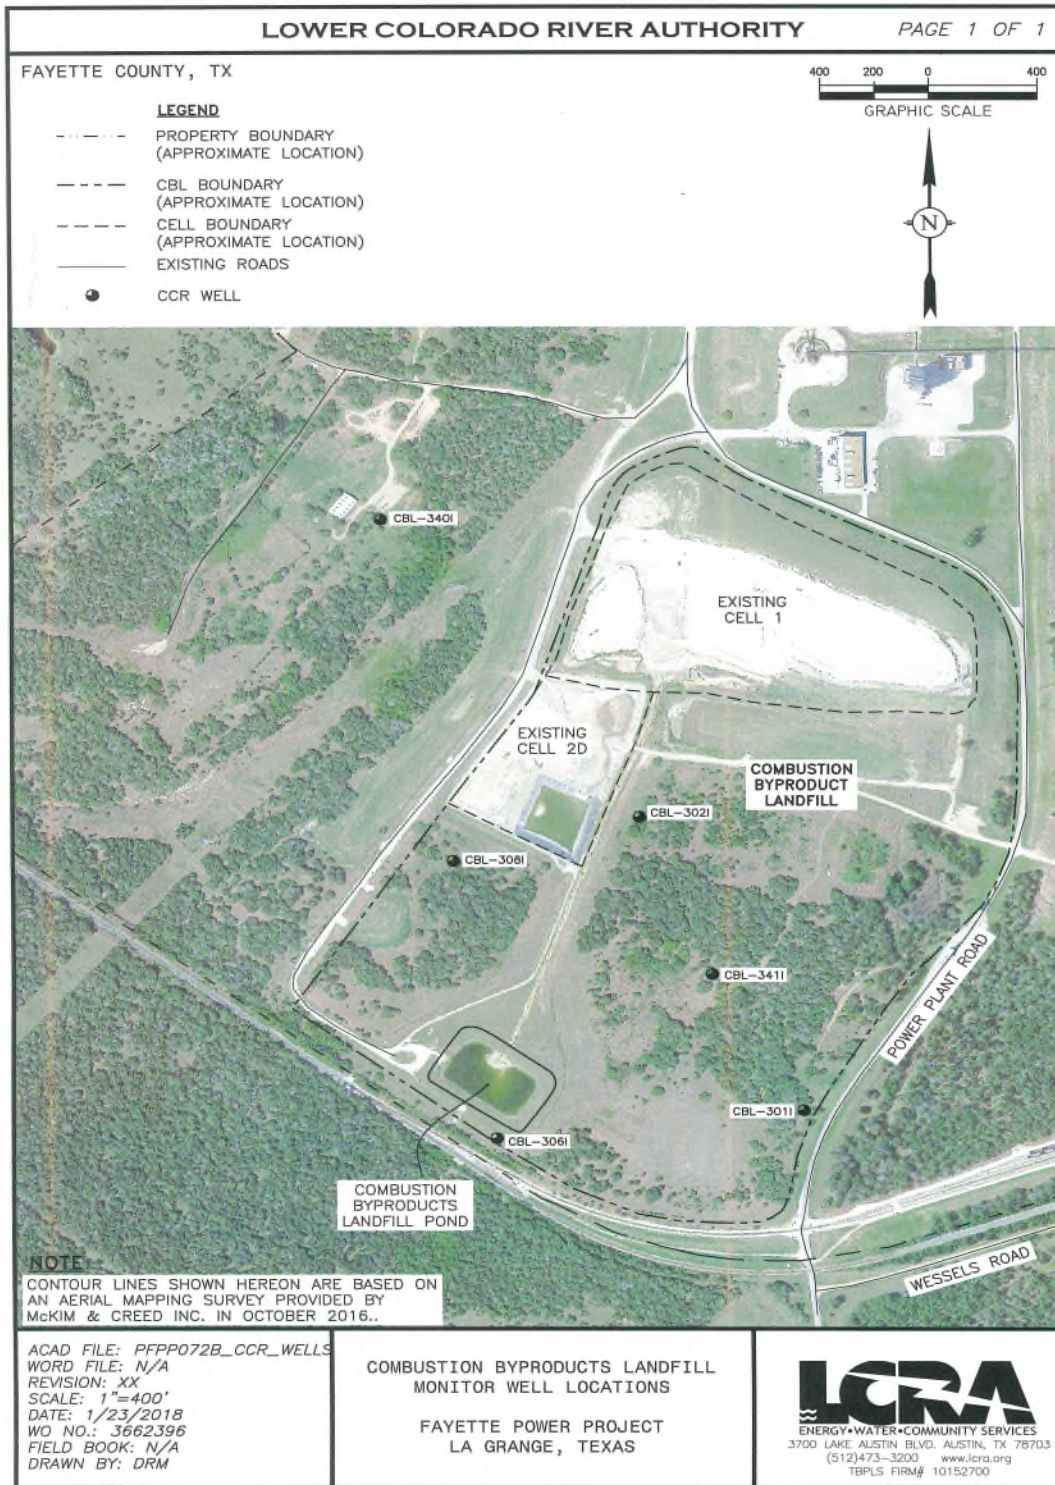 LOWER COLORADO RIVER AUTHORITY
PAGE 1 OF 1
FAYETTE COUNTY, TX
LEGEND
PROPERTY BOUNDARY
(APPROXIMATE LOCATION)
CBL BOUNDARY
(APPROXIMATE LOCATION)
CELL BOUNDARY
(APPROXIMATE LOCATION)
EXISTING ROADS
CCR WELL
400 200 0 400
GRAPHIC SCALE
N
CBL-340I
EXISTING
CELL 1
EXISTING
CELL 2D
COMBUSTION
BYPRODUCT
LANDFILL
CBL-302I
CBL-308I
CBL-341I
POWER PLANT ROAD
CBL-301I
CBL-306I
COMBUSTION
BYPRODUCTS
LANDFILL POND
WESSELS ROAD
NOTE
CONTOUR LINES SHOWN HEREON ARE BASED ON
AN AERIAL MAPPING SURVEY PROVIDED BY
McKIM & CREED INC. IN OCTOBER 2016..
ACAD FILE: PFPP072B_CCR_WELLS
WORD FILE: N/A
REVISION: XX
SCALE: 1"=400'
DATE: 1/23/2018
WO NO.: 3662396
FIELD BOOK: N/A
DRAWN BY: DRM
COMBUSTION BYPRODUCTS LANDFILL
MONITOR WELL LOCATIONS
FAYETTE POWER PROJECT
LA GRANGE, TEXAS
LCRA
ENERGY•WATER•COMMUNITY SERVICES
3700 LAKE AUSTIN BLVD. AUSTIN, TX 78703
(512)473-3200 www.lcra.org
TBPLS FIRM# 10152700